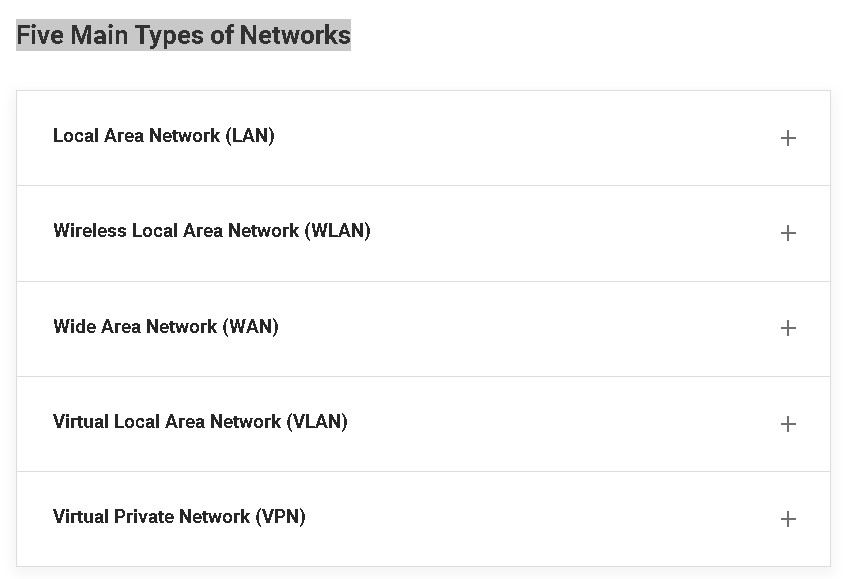 Five Main Types of Networks
Local Area Network (LAN)
Wireless Local Area Network (WLAN)
Wide Area Network (WAN)
Virtual Local Area Network (VLAN)
Virtual Private Network (VPN)